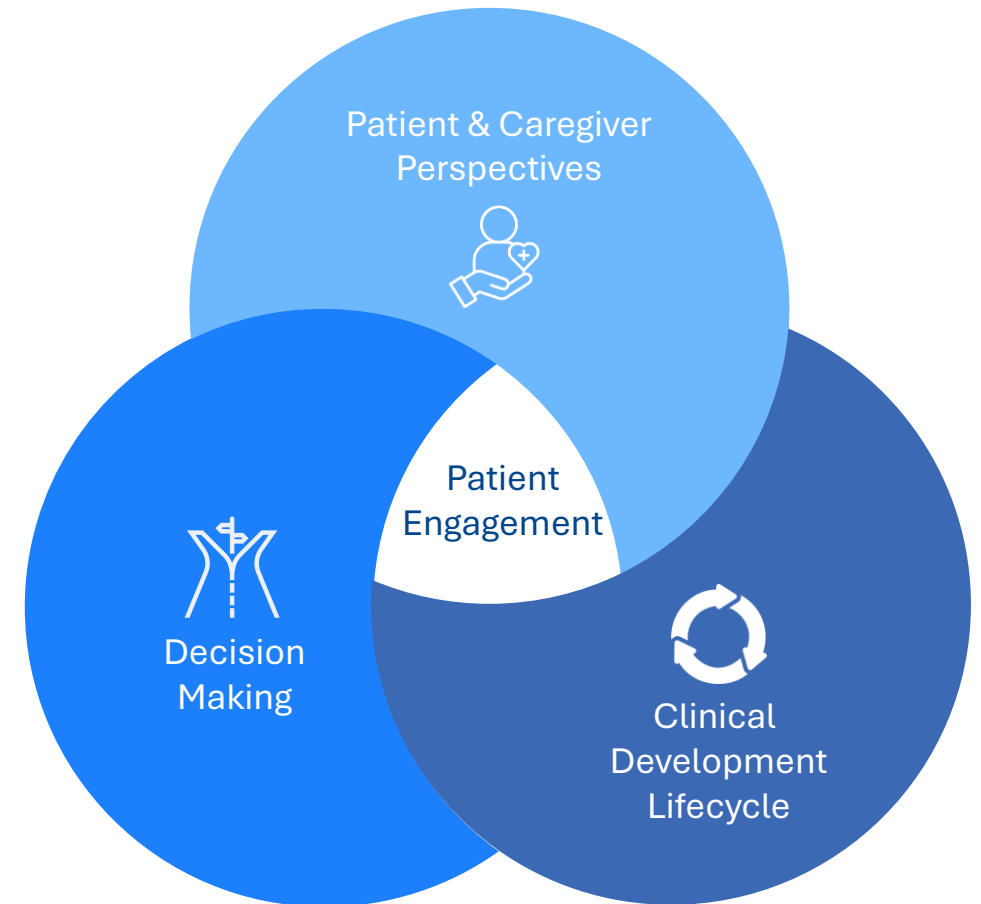 Patient & Caregiver
Perspectives
Patient
Engagement
Decision
Making
Clinical
Development
Lifecycle